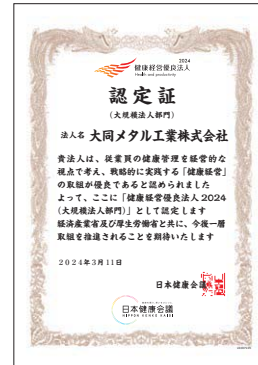 2024
健康経営優良法人
Health and productivity
認定証
(大規模法人部門)
法人名 大同メタル工業株式会社
貴法人は、従業員の健康管理を経営的な
視点で考え、戦略的に実践する「健康経営」
の取組が優良であると認められました
よって、ここに「健康経営優良法人2024
(大規模法人部門)」として認定します
経済産業省及び厚生労働省と共に、今後一層
取組を推進されることを期待いたします
2024年3月11日
日本健康会議
日本健康会議
NIPPON KENKO KAIGI